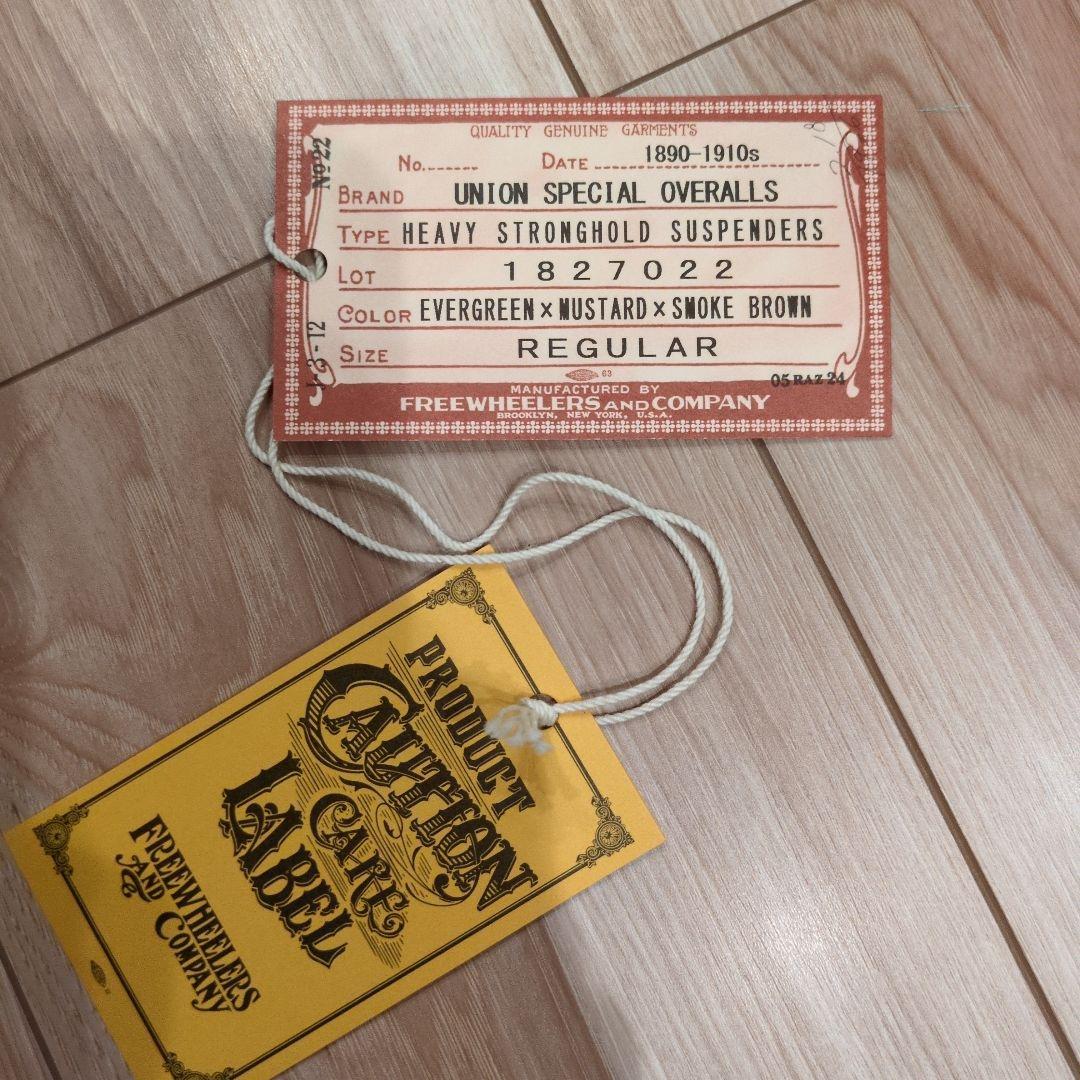 QUALITY GENUINE GARMENTS
No.
DATE 1890-1910s
BRAND UNION SPECIAL OVERALLS
TYPE HEAVY STRONGHOLD SUSPENDERS
LOT 1827022
COLOR EVERGREEN×MUSTARD×SMOKE BROWN
SIZE REGULAR
63
05 RAZ 24
MANUFACTURED BY
FREEWHEELERS AND COMPANY
BROOKLYN, NEW YORK, U.S.A.
No 22
PRODUCT
CAUTION
CARE
LABEL
FREEWHEELERS
AND COMPANY